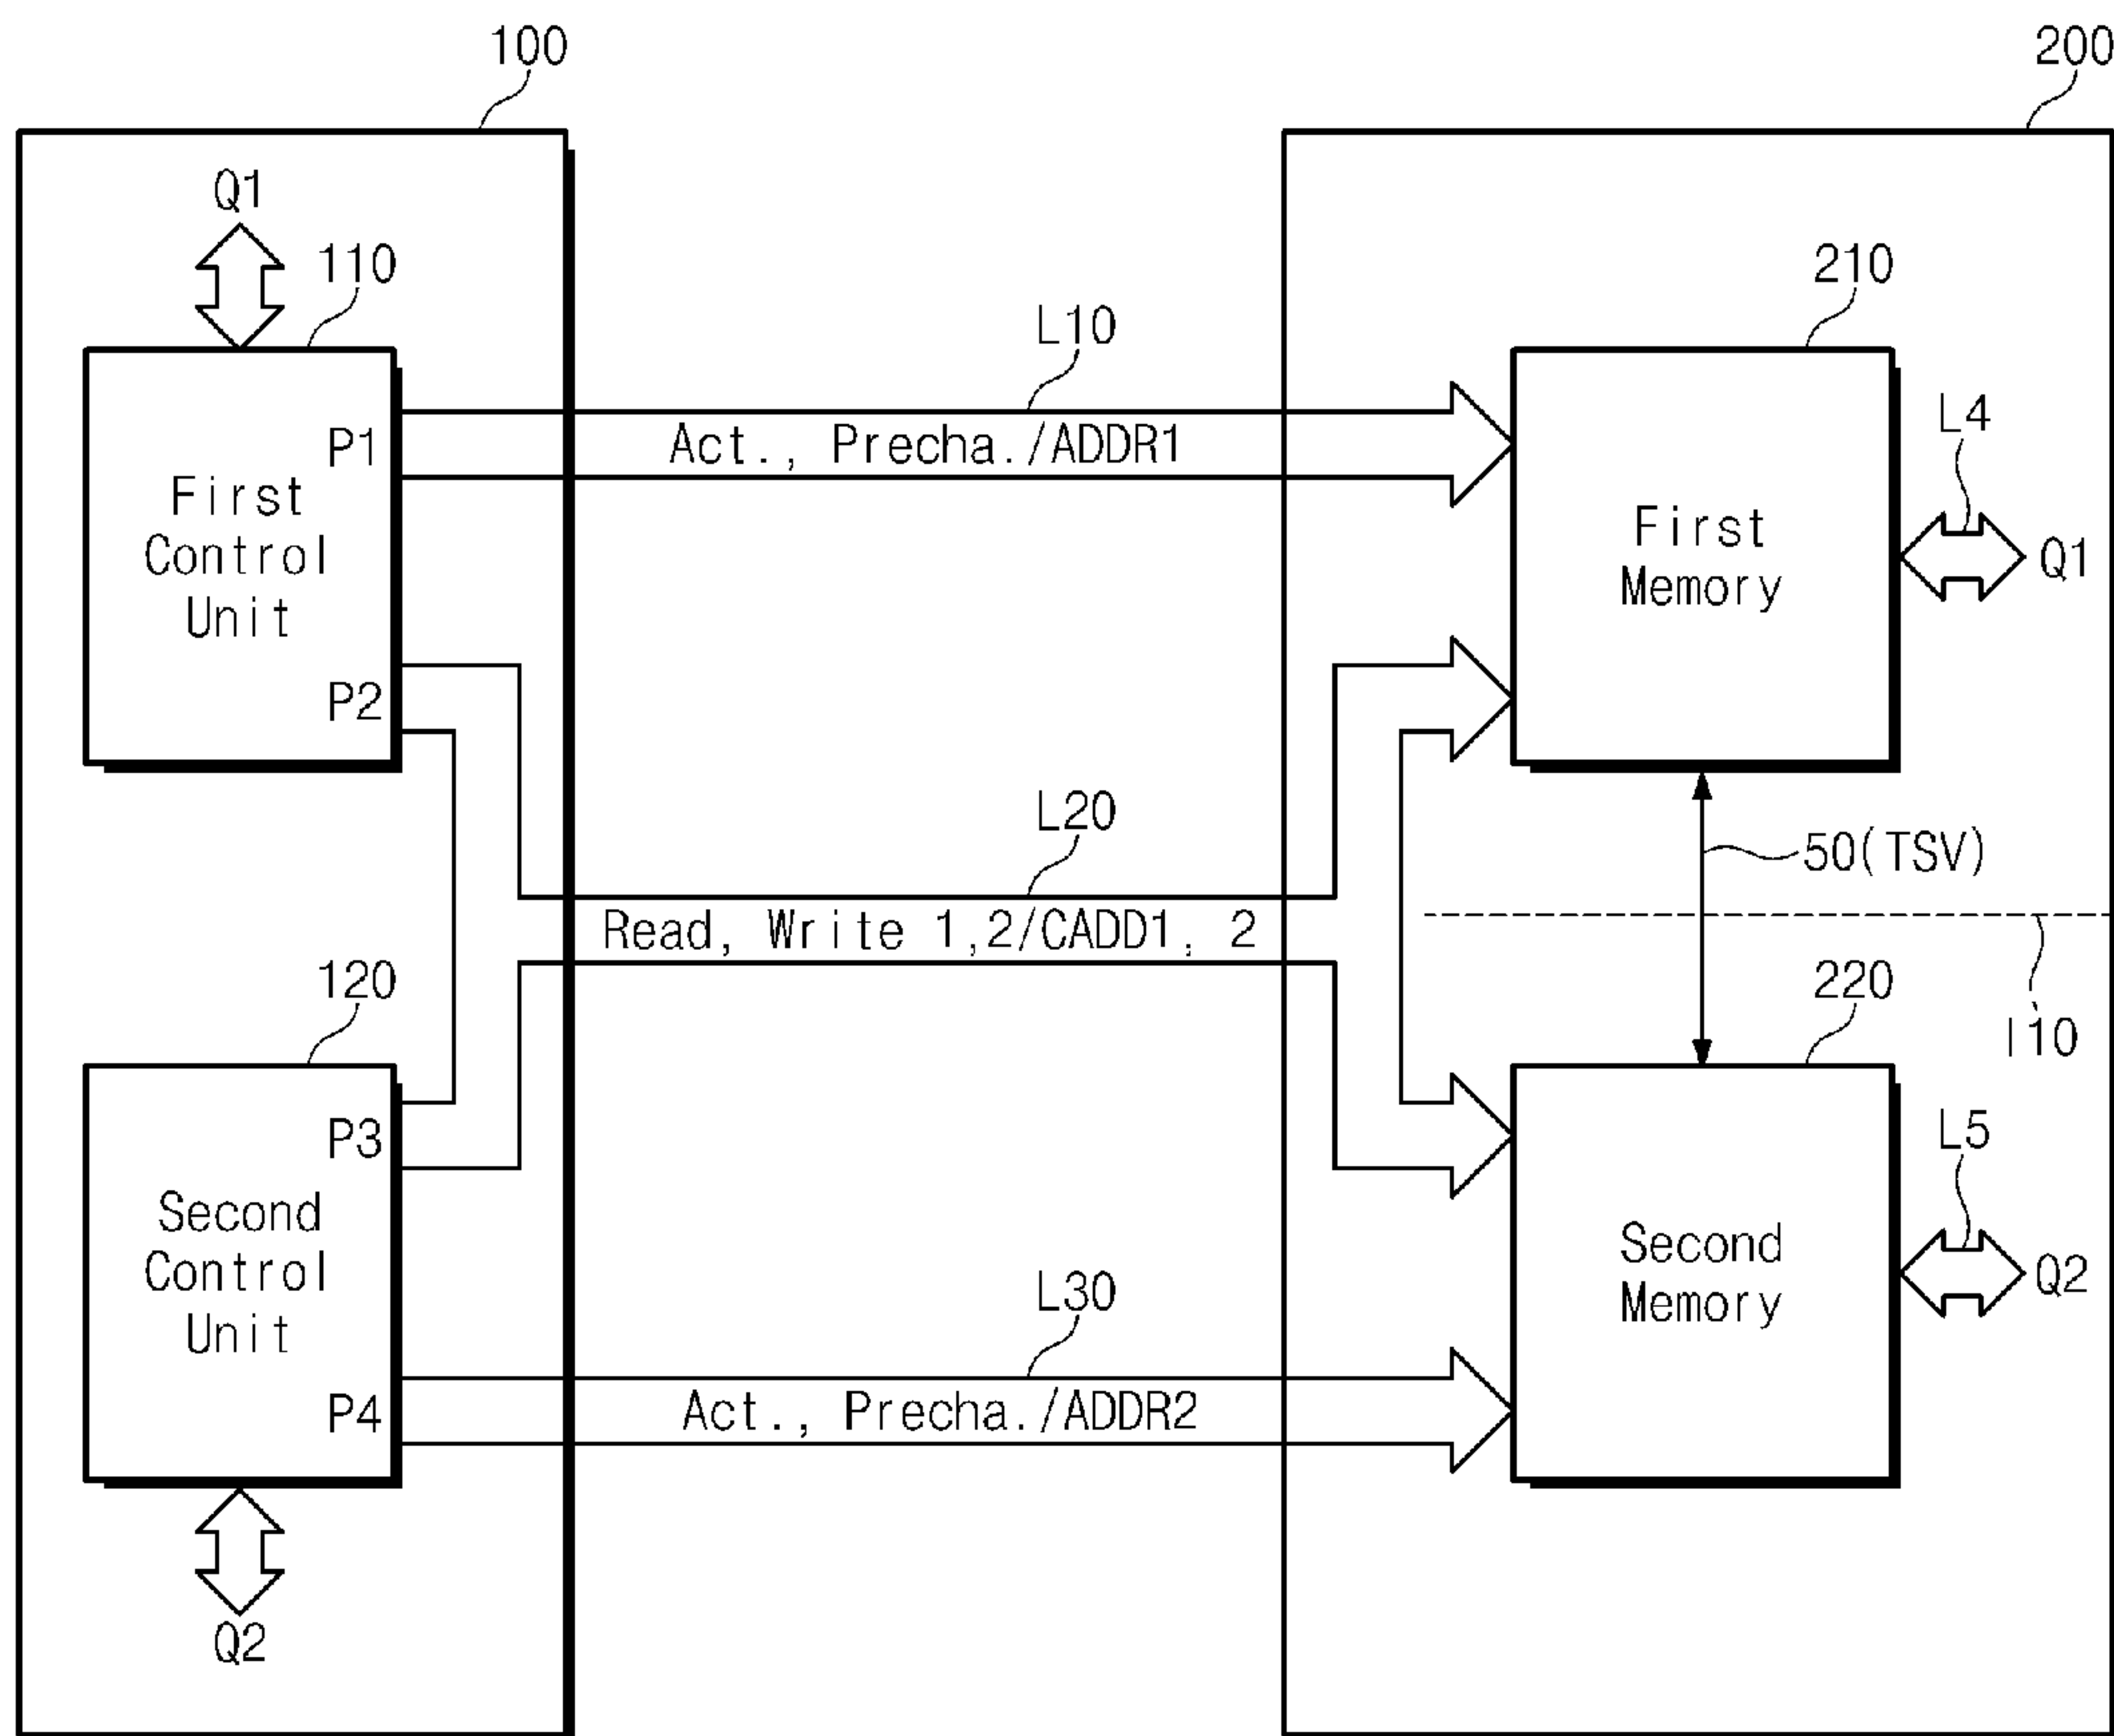 100
200
Q1
110
210
L10
P1
Act., Precha./ADDR1
L4
First
Control
Unit
First
Memory
Q1
P2
L20
50(TSV)
Read, Write 1,2/CADD1, 2
120
220
I10
P3
L5
Second
Control
Unit
Second
Memory
Q2
L30
P4
Act., Precha./ADDR2
Q2